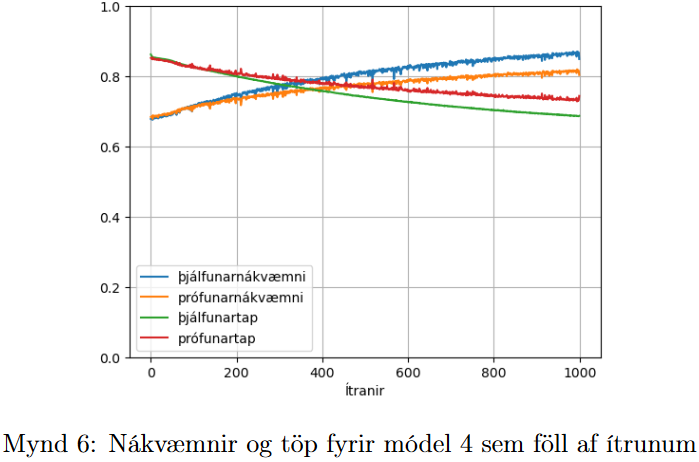 1.0
0.8
0.6
0.4
0.2
0.0
þjálfunarnákvæmni
prófunarnákvæmni
þjálfunartap
prófunartap
0 200 400 600 800 1000
Ítranir
Mynd 6: Nákvæmnir og töp fyrir módel 4 sem föll af ítrunum